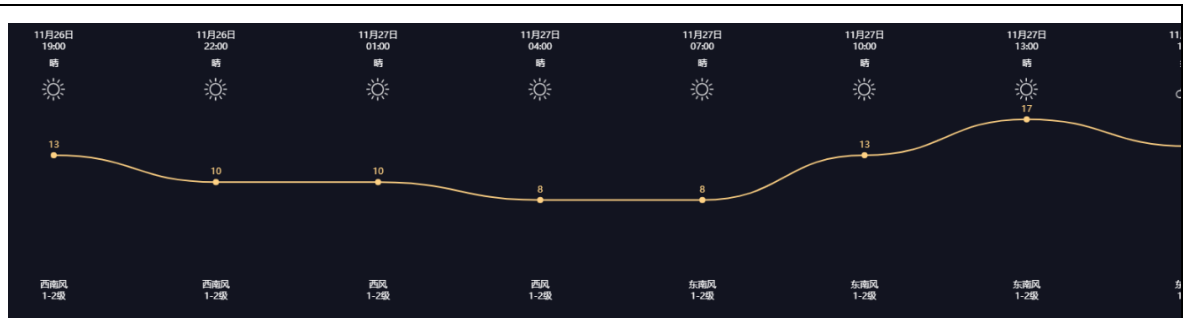 11月26日 11月26日 11月27日 11月27日 11月27日 11月27日 11月27日
19:00 22:00 01:00 04:00 07:00 10:00 13:00
晴 晴 晴 晴 晴 晴 晴
17
13 13
10 10
8 8
西南风 西南风 西风 西风 东南风 东南风 东南风
1-2级 1-2级 1-2级 1-2级 1-2级 1-2级 1-2级